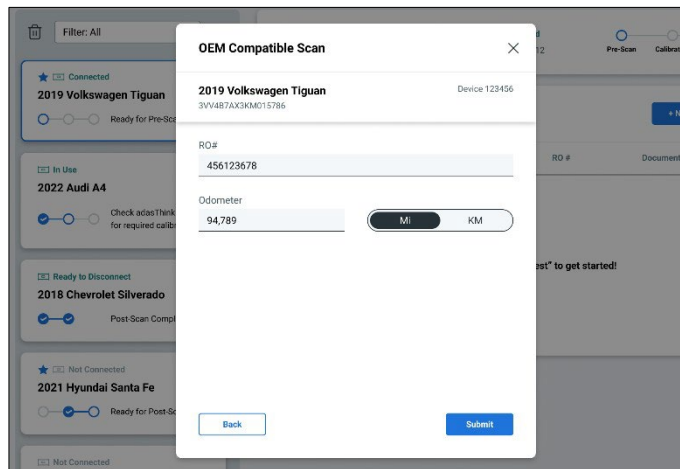 Filter: All
Connected
2019 Volkswagen Tiguan
Ready for Pre-Sca
In Use
2022 Audi A4
Check adasThink
for required calib
Ready to Disconnect
2018 Chevrolet Silverado
Post-Scan Compl
Not Connected
2021 Hyundai Santa Fe
Ready for Post-Sc
Not Connected
OEM Compatible Scan
2019 Volkswagen Tiguan
Device 123456
3VV4B7AX3KM015786
RO#
456123678
Odometer
94,789
Mi
KM
Back
Submit
d
12
Pre-Scan
Calibrat
+ N
RO #
Document
est" to get started!